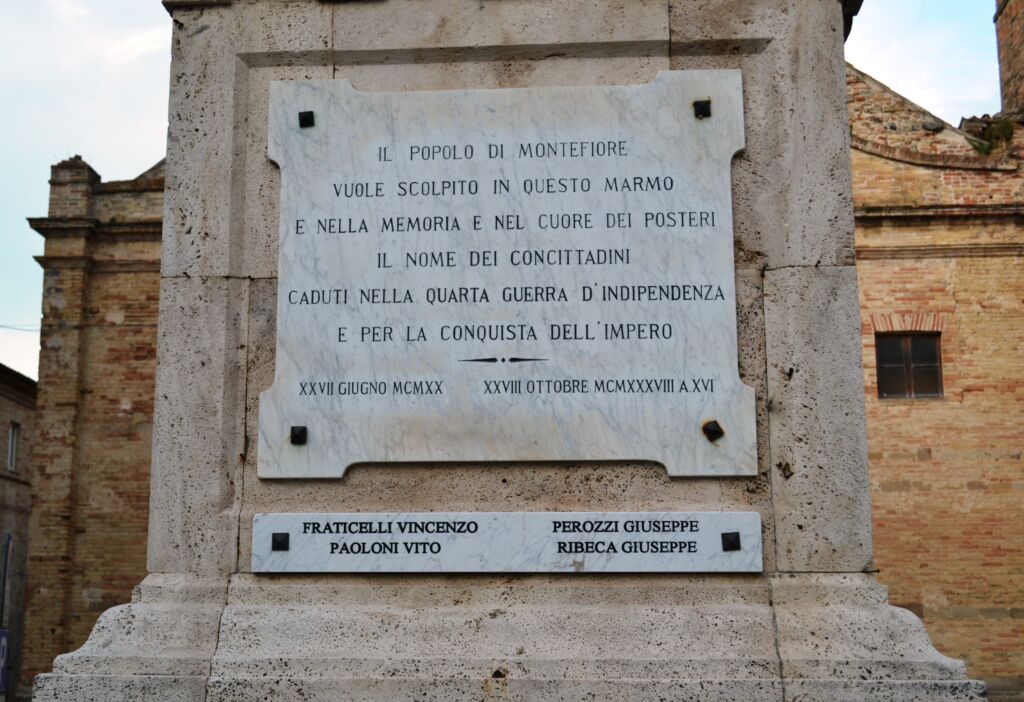 IL POPOLO DI MONTEFIORE
VUOLE SCOLPITO IN QUESTO MARMO
E NELLA MEMORIA E NEL CUORE DEI POSTERI
IL NOME DEI CONCITTADINI
CADUTI NELLA QUARTA GUERRA D'INDIPENDENZA
E PER LA CONQUISTA DELL'IMPERO
XXVII GIUGNO MCMXX XXVIII OTTOBRE MCMXXXVIII A.XVI
FRATICELLI VINCENZO PEROZZI GIUSEPPE
PAOLONI VITO RIBECA GIUSEPPE